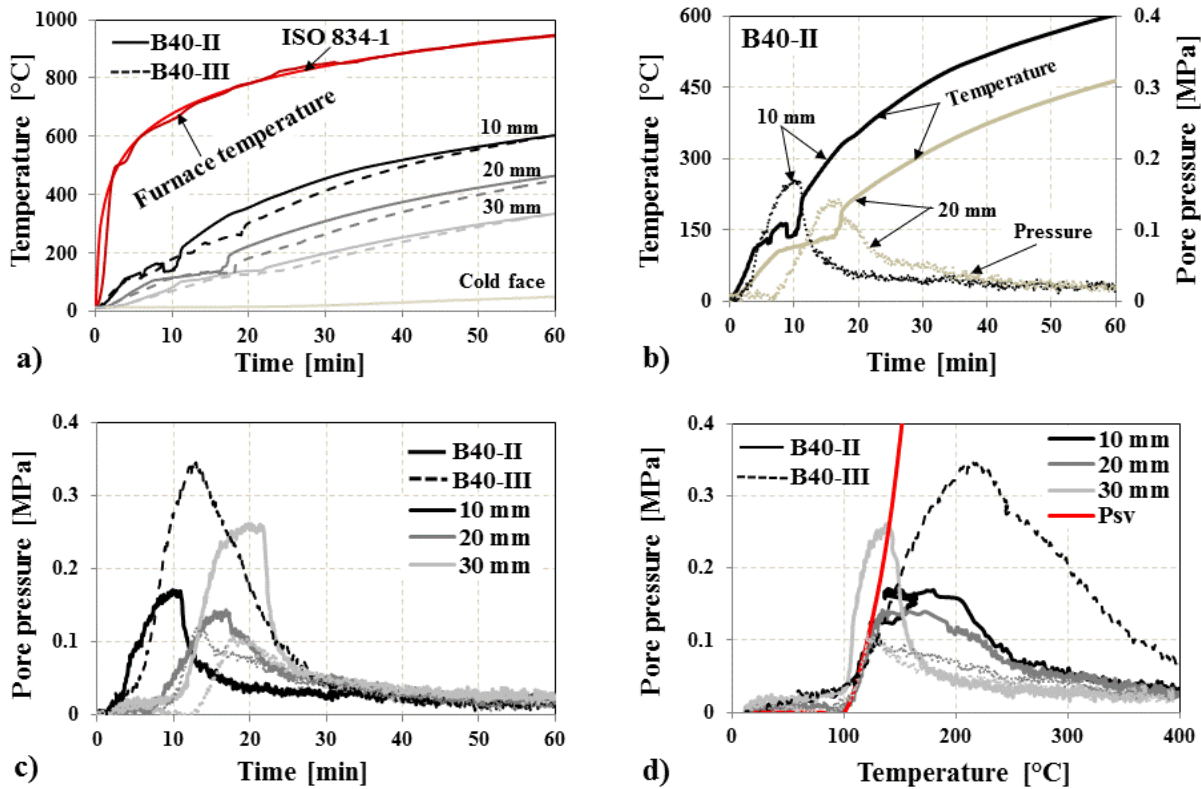 1000
800
600
400
200
0
Temperature [°C]
B40-II
B40-III
ISO 834-1
Furnace temperature
10 mm
20 mm
30 mm
Cold face
0 10 20 30 40 50 60
Time [min]
a)
600
450
300
150
0
Temperature [°C]
B40-II
Temperature
10 mm
20 mm
Pressure
0.4
0.3
0.2
0.1
0
Pore pressure [MPa]
0 10 20 30 40 50 60
Time [min]
b)
0.4
0.3
0.2
0.1
0
Pore pressure [MPa]
B40-II
B40-III
10 mm
20 mm
30 mm
0 10 20 30 40 50 60
Time [min]
c)
0.4
0.3
0.2
0.1
0
Pore pressure [MPa]
B40-II
B40-III
10 mm
20 mm
30 mm
Psv
0 100 200 300 400
Temperature [°C]
d)